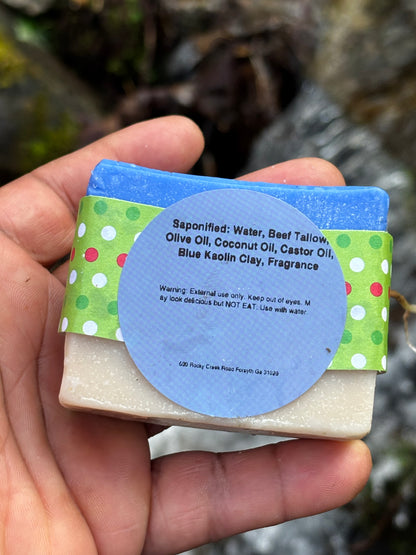 Saponified: Water, Beef Tallow,
Olive Oil, Coconut Oil, Castor Oil,
Blue Kaolin Clay, Fragrance
Warning: External use only. Keep out of eyes. M
ay look delicious but NOT EAT. Use with water.
600 Rocky Creek Road Forsyth Ga 31029